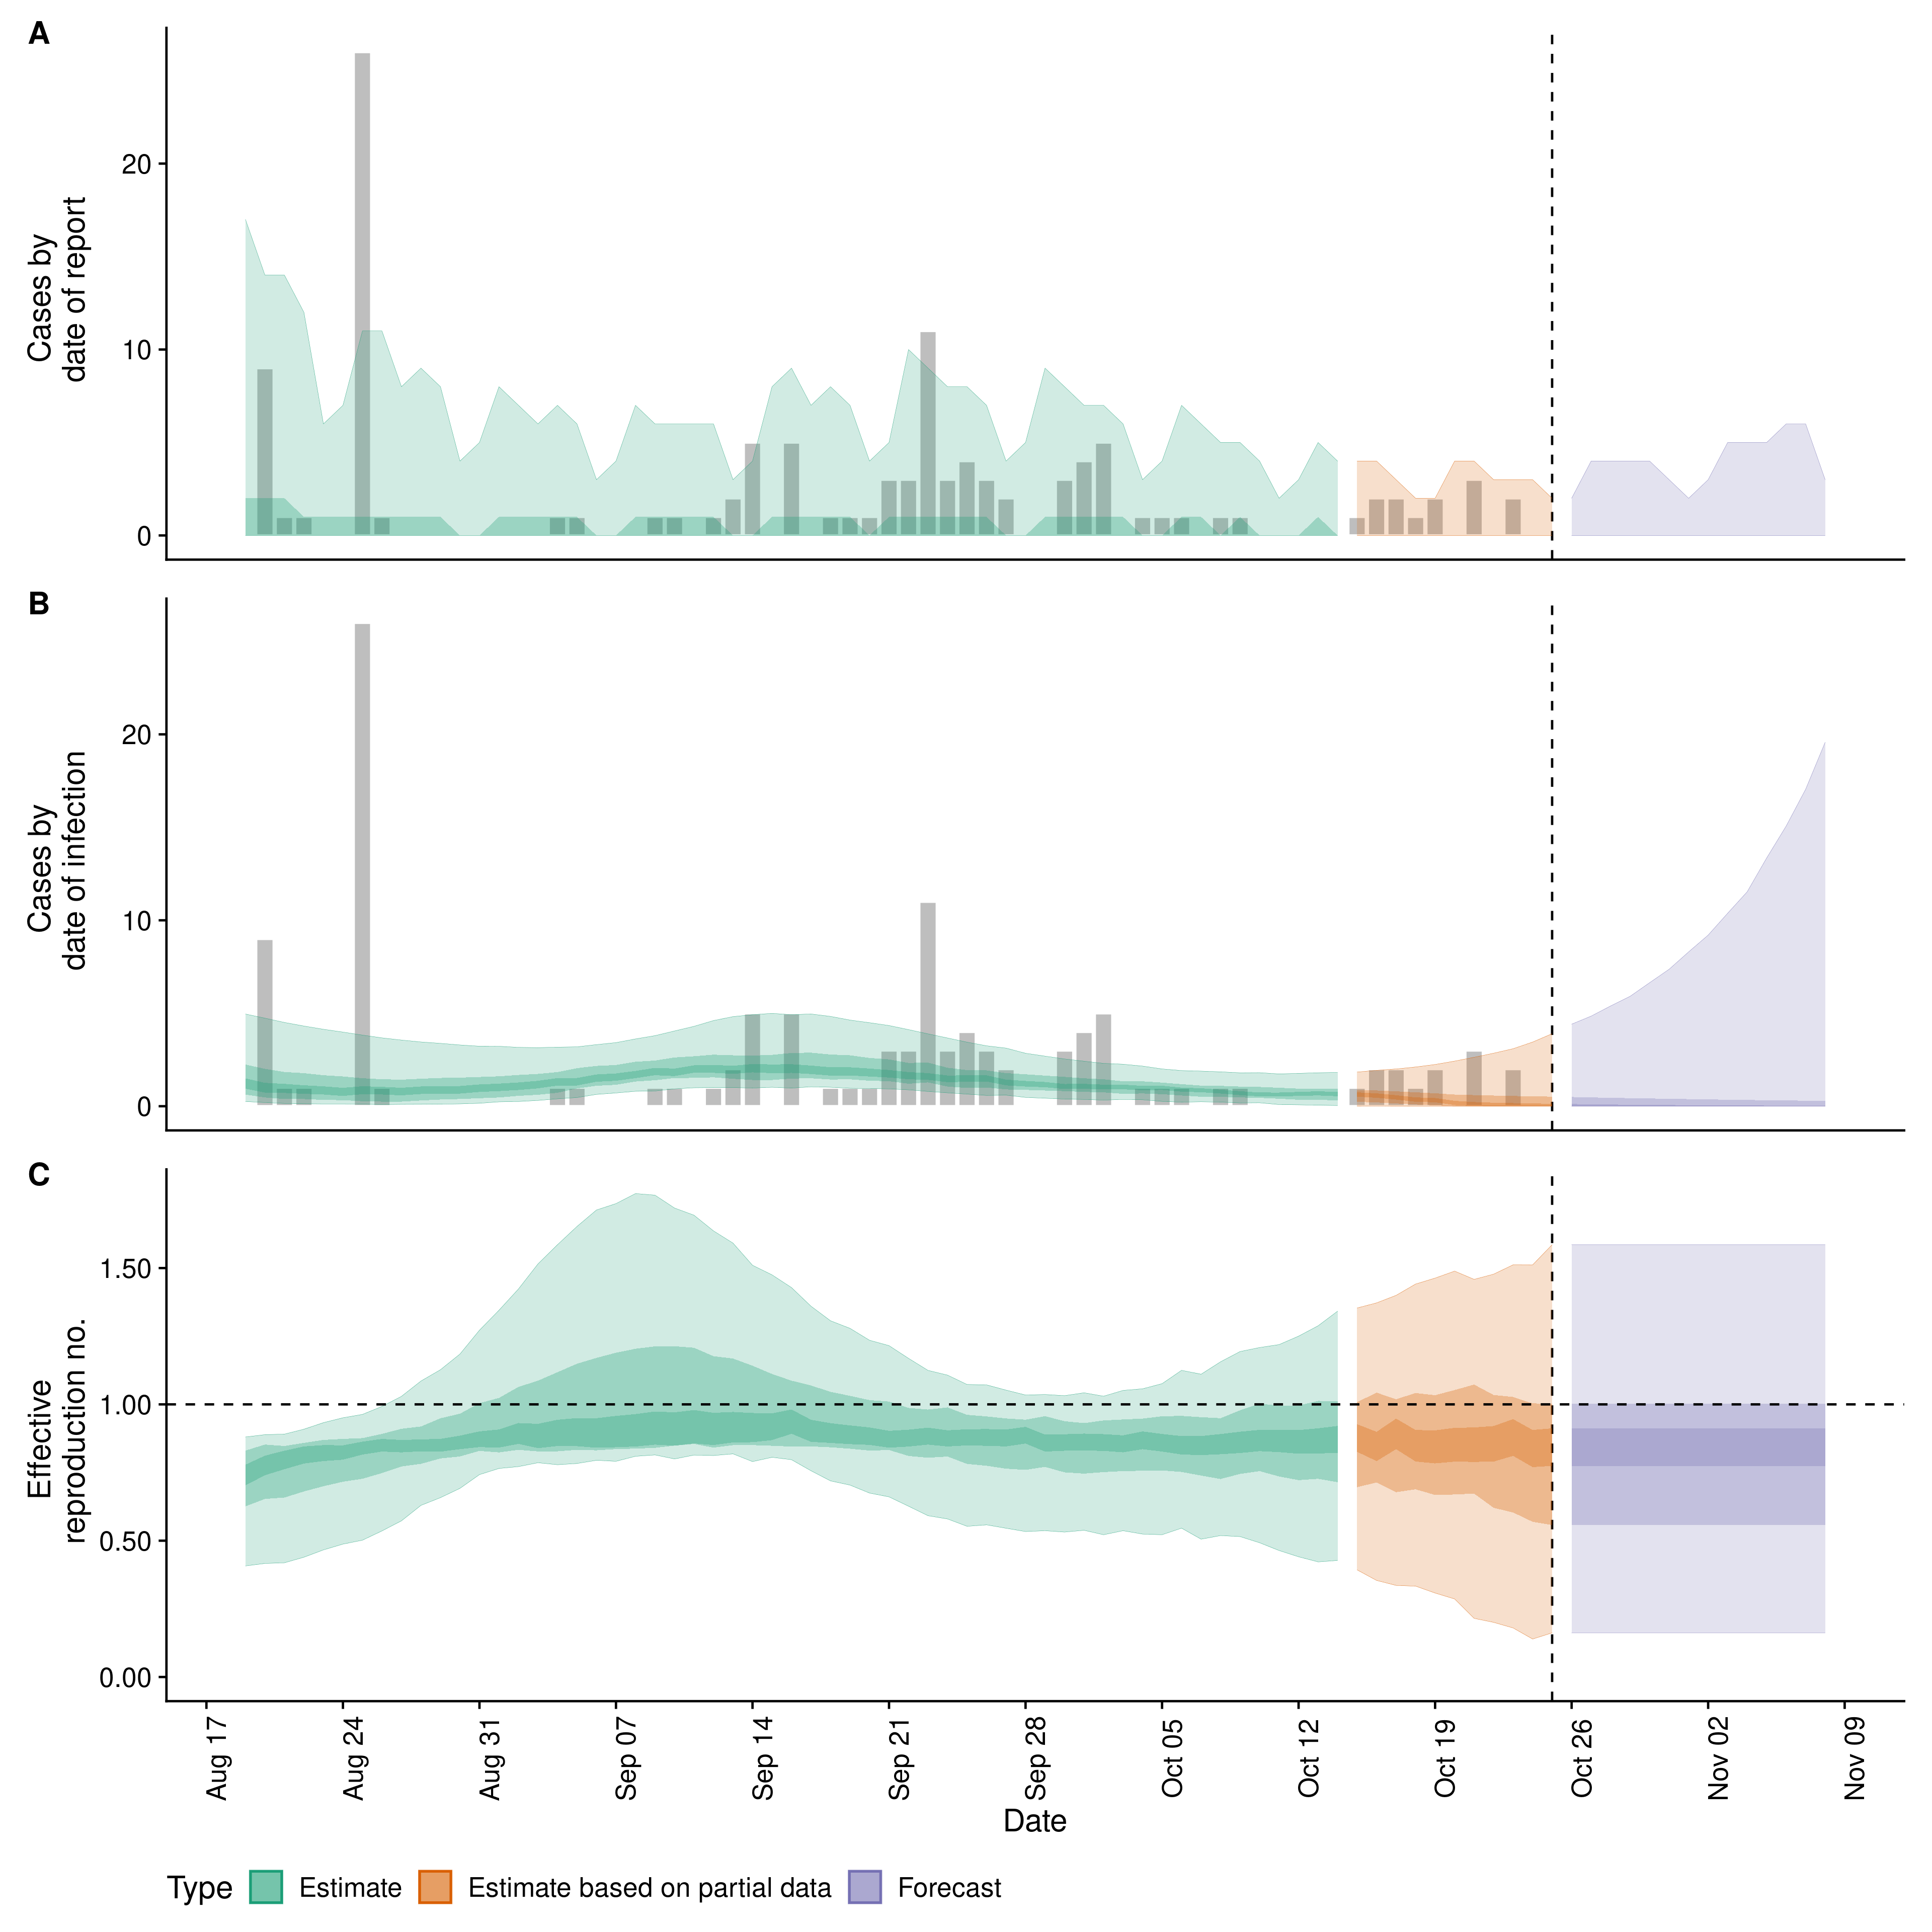 A
20
10
0
Cases by
date of report
B
20
10
0
Cases by
date of infection
C
1.50
1.00
0.50
0.00
Effective
reproduction no.
Aug 17
Aug 24
Aug 31
Sep 07
Sep 14
Sep 21
Sep 28
Oct 05
Oct 12
Oct 19
Oct 26
Nov 02
Nov 09
Date
Type Estimate Estimate based on partial data Forecast